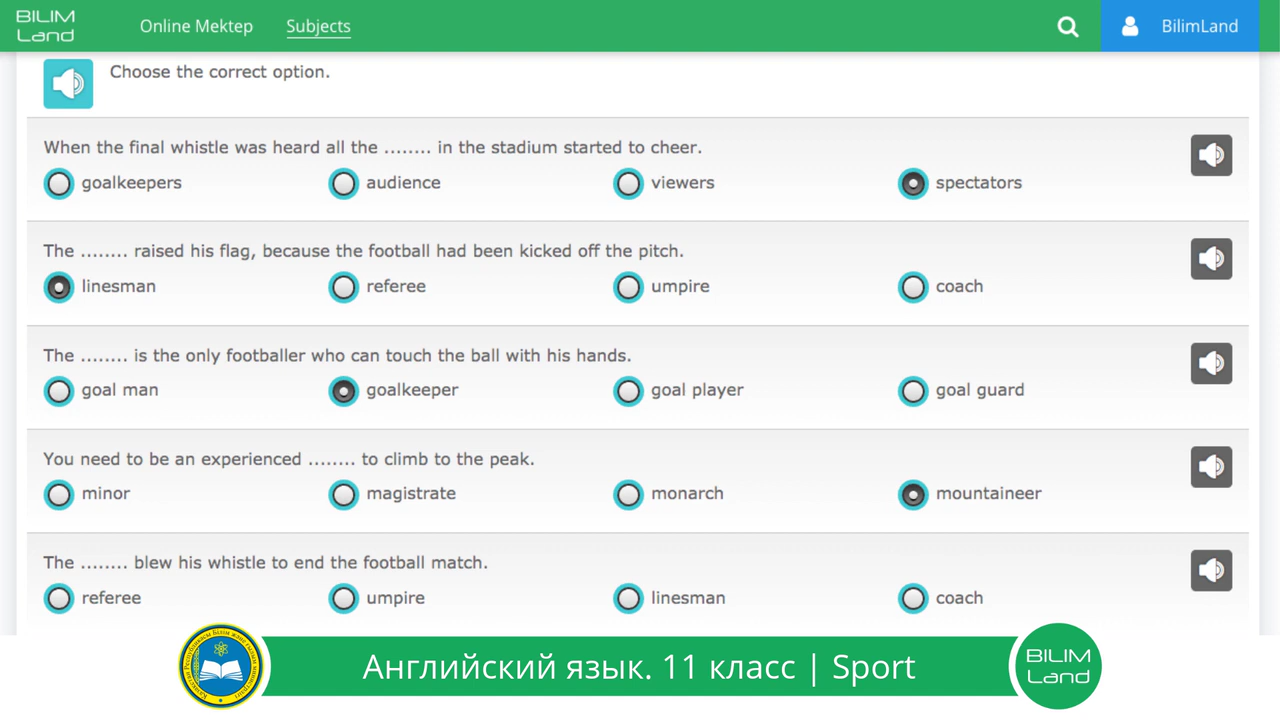 BILIM
Land
Online Mektep
Subjects
BilimLand
Choose the correct option.
When the final whistle was heard all the ........ in the stadium started to cheer.
goalkeepers
audience
viewers
spectators
The ........ raised his flag, because the football had been kicked off the pitch.
linesman
referee
umpire
coach
The ........ is the only footballer who can touch the ball with his hands.
goal man
goalkeeper
goal player
goal guard
You need to be an experienced ........ to climb to the peak.
minor
magistrate
monarch
mountaineer
The ........ blew his whistle to end the football match.
referee
umpire
linesman
coach
Английский язык. 11 класс | Sport
BILIM
Land